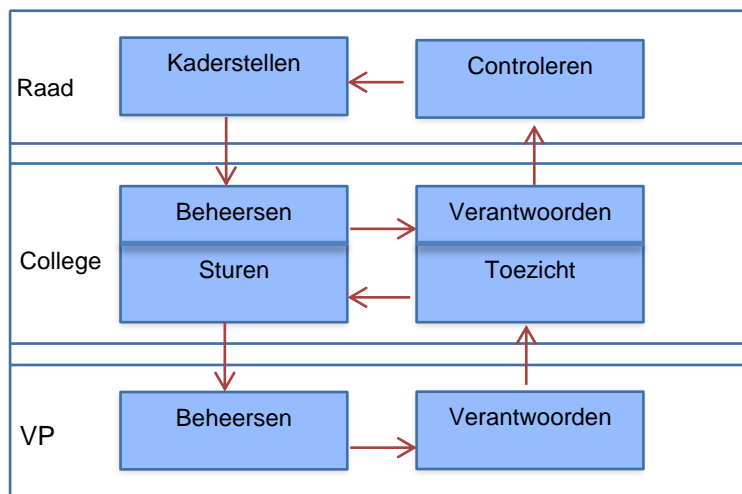 Raad
Kaderstellen
Controleren
College
Beheersen
Verantwoorden
Sturen
Toezicht
VP
Beheersen
Verantwoorden